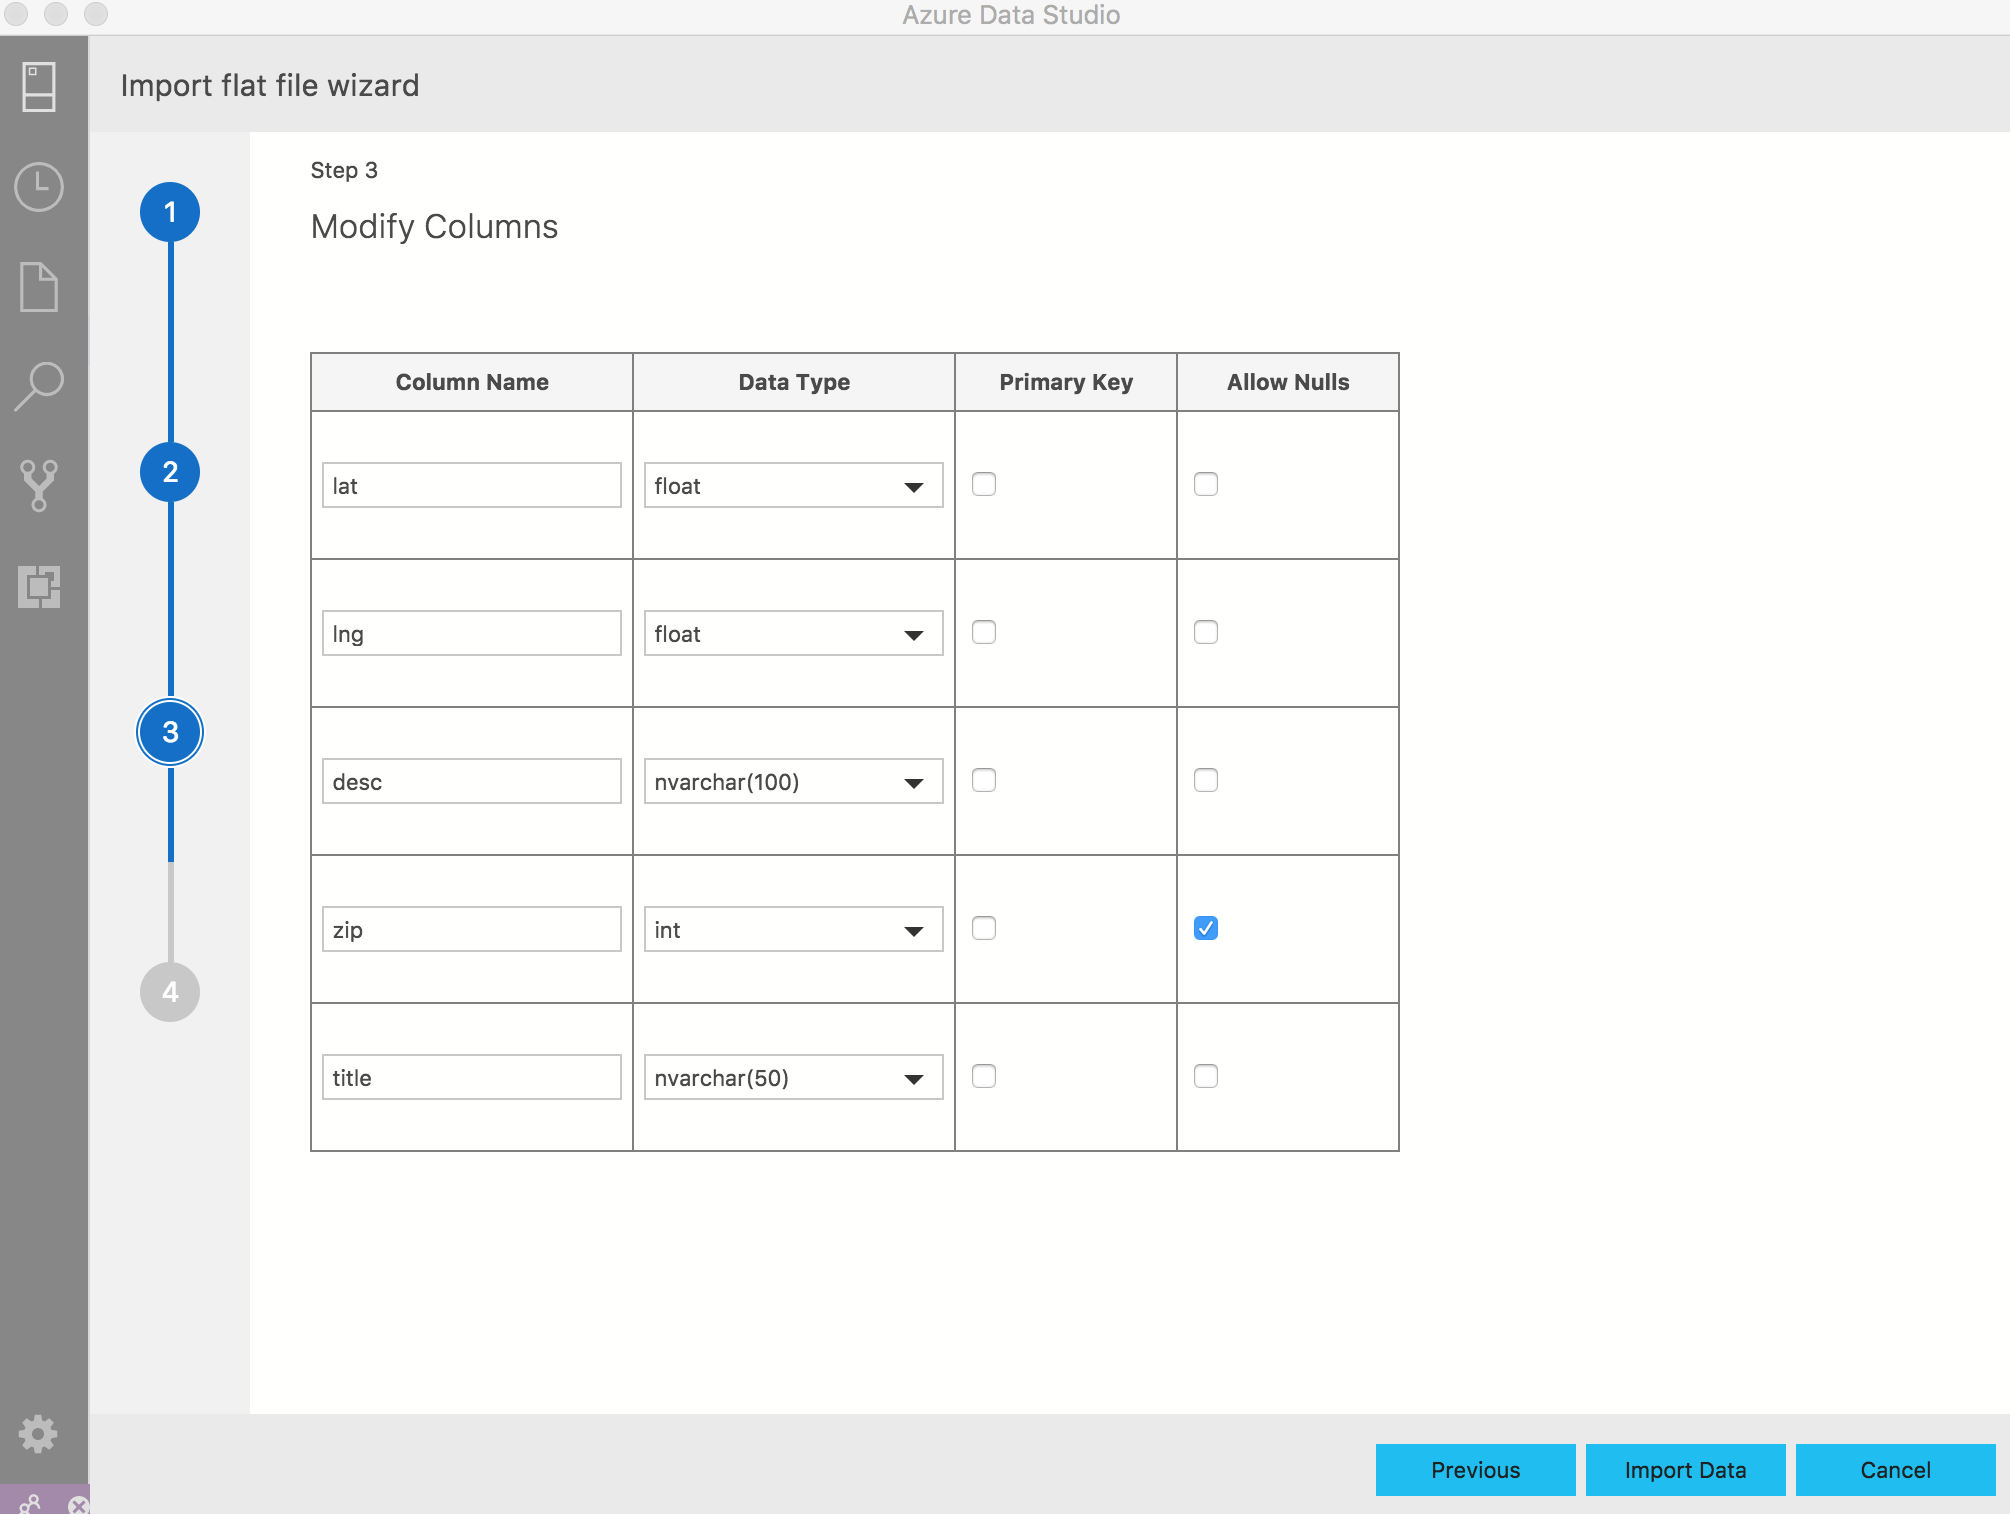 Azure Data Studio
Import flat file wizard
1
2
3
4
Step 3
Modify Columns
Column Name Data Type Primary Key Allow Nulls
lat float
lng float
desc nvarchar(100)
zip int
title nvarchar(50)
Previous Import Data Cancel